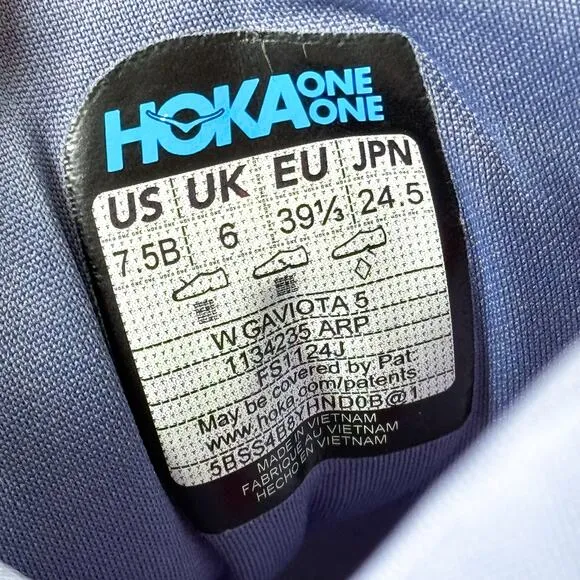 HOKA ONE ONE
US UK EU JPN
7.5B 6 39⅓ 24.5
W GAVIOTA 5
1134235 ARP
FS1124J
May be covered by Pat
www.hoka.com/patents
5BSS4B8YHND0B@1
MADE IN VIETNAM
FABRIQUÉ AU VIETNAM
HECHO EN VIETNAM